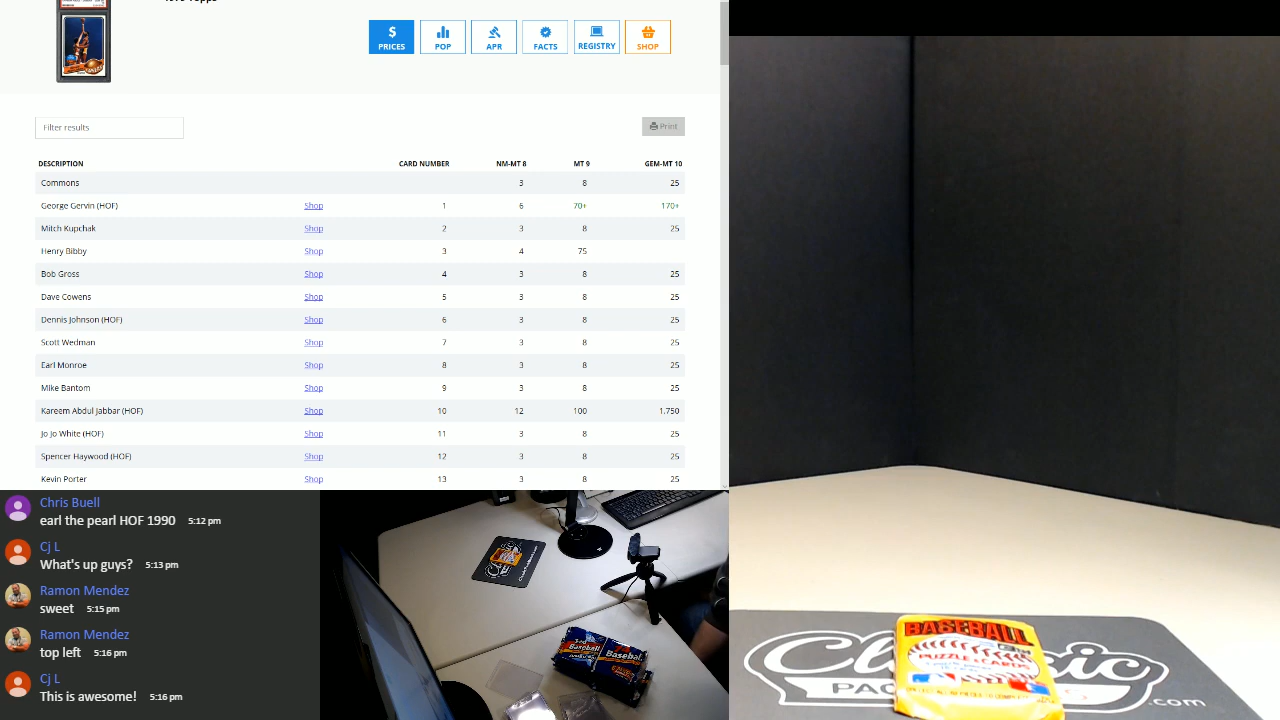 $ PRICES
POP
APR
FACTS
REGISTRY
SHOP
Filter results
Print
DESCRIPTION CARD NUMBER NM-MT 8 MT 9 GEM-MT 10
Commons 3 8 25
George Gervin (HOF) Shop 1 6 70+ 170+
Mitch Kupchak Shop 2 3 8 25
Henry Bibby Shop 3 4 75
Bob Gross Shop 4 3 8 25
Dave Cowens Shop 5 3 8 25
Dennis Johnson (HOF) Shop 6 3 8 25
Scott Wedman Shop 7 3 8 25
Earl Monroe Shop 8 3 8 25
Mike Bantom Shop 9 3 8 25
Kareem Abdul Jabbar (HOF) Shop 10 12 100 1,750
Jo Jo White (HOF) Shop 11 3 8 25
Spencer Haywood (HOF) Shop 12 3 8 25
Kevin Porter Shop 13 3 8 25
Chris Buell
earl the pearl HOF 1990 5:12 pm
Cj L
What's up guys? 5:13 pm
Ramon Mendez
sweet 5:15 pm
Ramon Mendez
top left 5:16 pm
Cj L
This is awesome! 5:16 pm
Baseball
Baseball
BASEBALL
PUZZLE & CARDS
.com